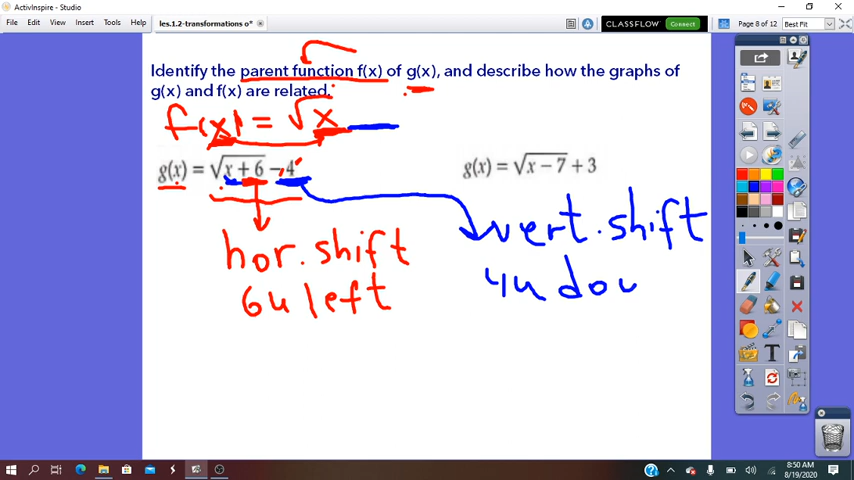 ActivInspire - Studio
File Edit View Insert Tools Help
les.1.2-transformations o*
CLASSFLOW Connect
Page 8 of 12
Best Fit
Identify the parent function f(x) of g(x), and describe how the graphs of
g(x) and f(x) are related.
f(x) = √x
g(x) = √x + 6 - 4
g(x) = √x - 7 + 3
hor. shift
6u left
vert. shift
4u dow
8:50 AM
8/19/2020